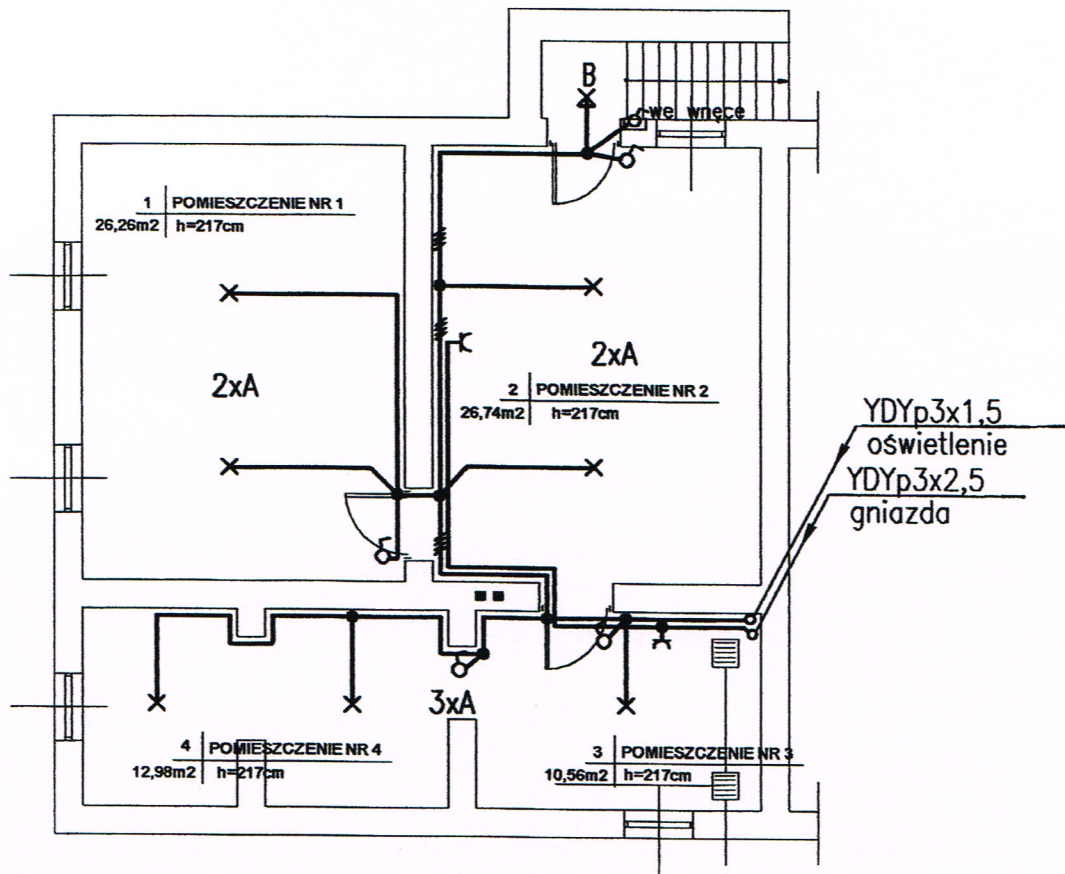 B
we wnęce
1 POMIESZCZENIE NR 1
26,26m2 h=217cm
2xA
2xA
2 POMIESZCZENIE NR 2
26,74m2 h=217cm
YDYp3x1,5
oświetlenie
YDYp3x2,5
gniazda
3xA
4 POMIESZCZENIE NR 4
12,98m2 h=217cm
3 POMIESZCZENIE NR 3
10,56m2 h=217cm